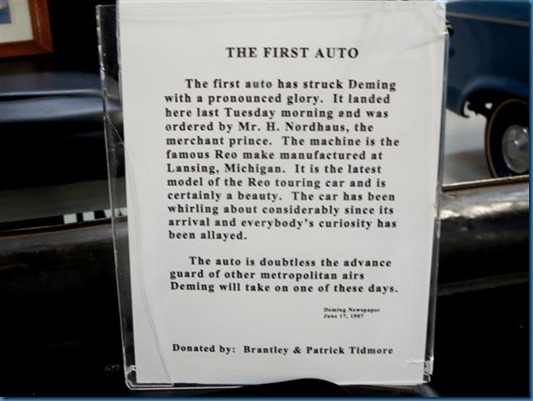 THE FIRST AUTO
The first auto has struck Deming
with a pronounced glory. It landed
here last Tuesday morning and was
ordered by Mr. H. Nordhaus, the
merchant prince. The machine is the
famous Reo make manufactured at
Lansing, Michigan. It is the latest
model of the Reo touring car and is
certainly a beauty. The car has been
whirling about considerably since its
arrival and everybody's curiosity has
been allayed.
The auto is doubtless the advance
guard of other metropolitan airs
Deming will take on one of these days.
Deming Newspaper
June 17, 1907
Donated by: Brantley & Patrick Tidmore